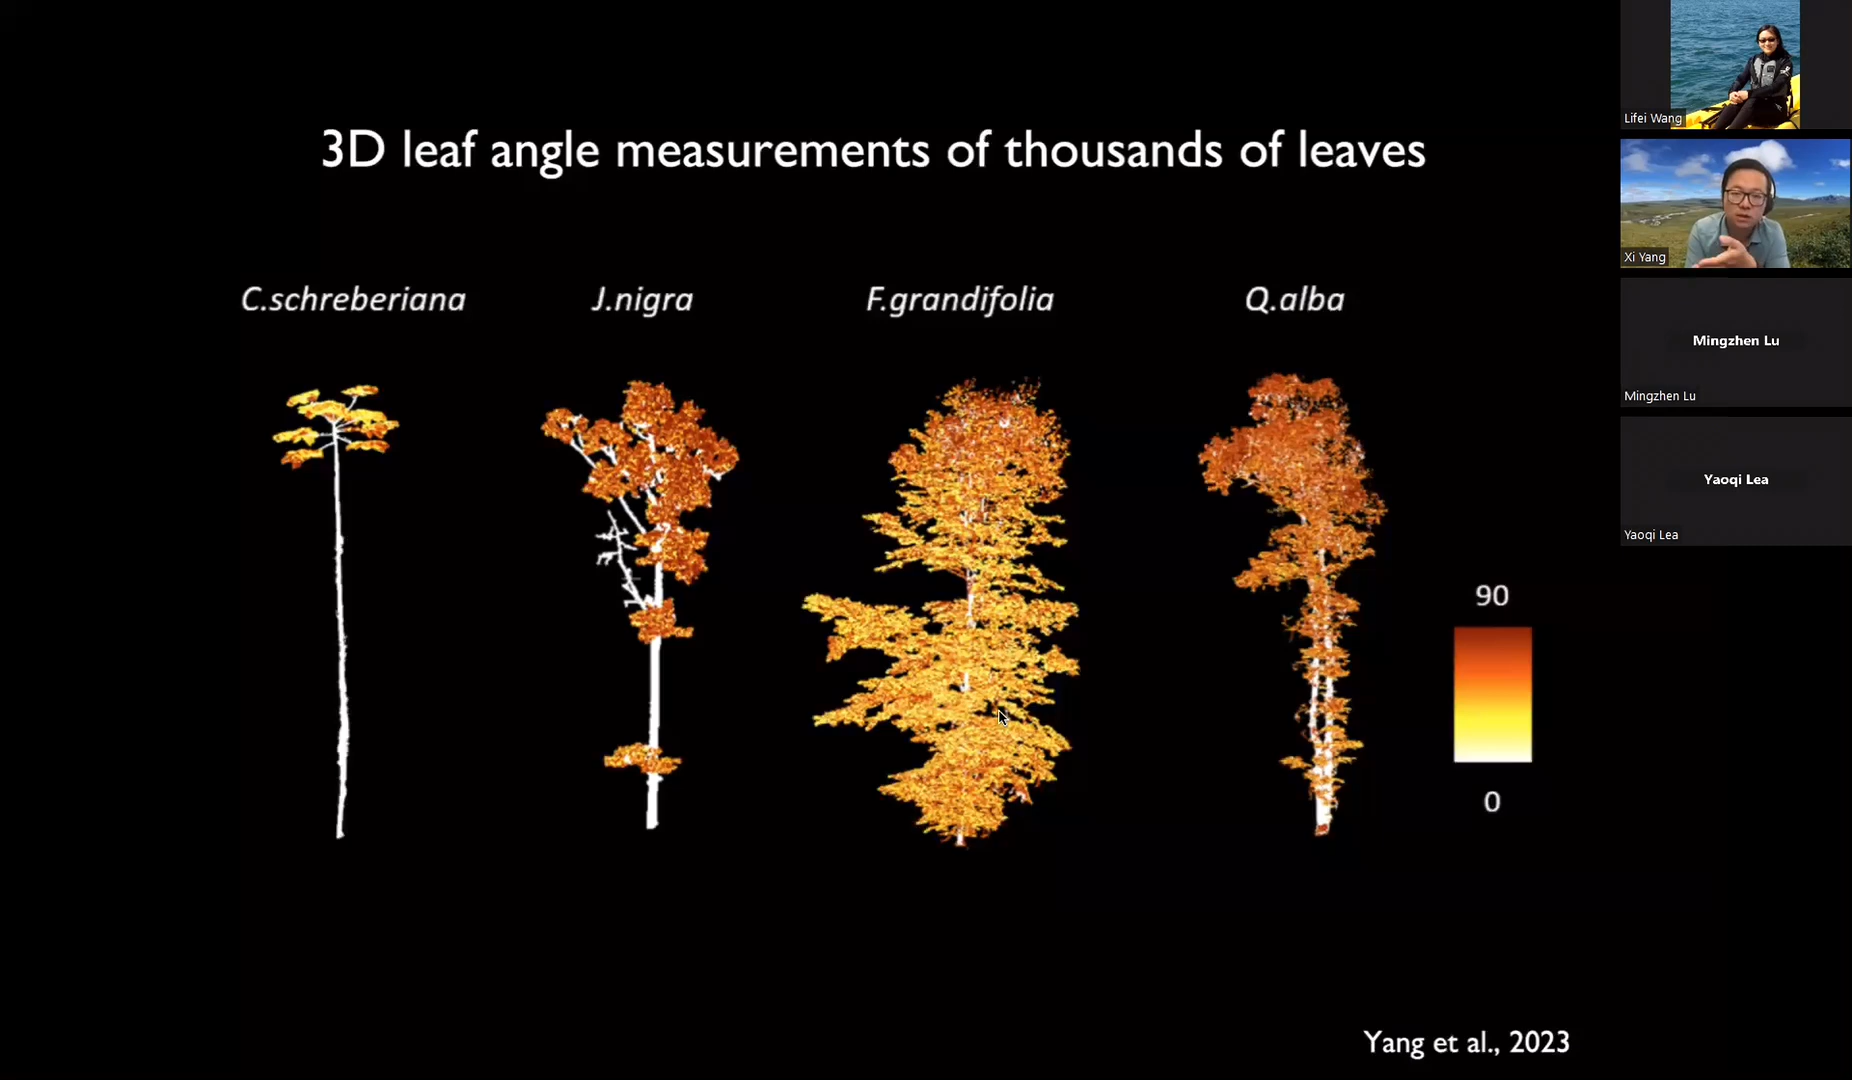 3D leaf angle measurements of thousands of leaves
C.schreberiana
J.nigra
F.grandifolia
Q.alba
90
0
Yang et al., 2023
Lifei Wang
Xi Yang
Mingzhen Lu
Mingzhen Lu
Yaoqi Lea
Yaoqi Lea